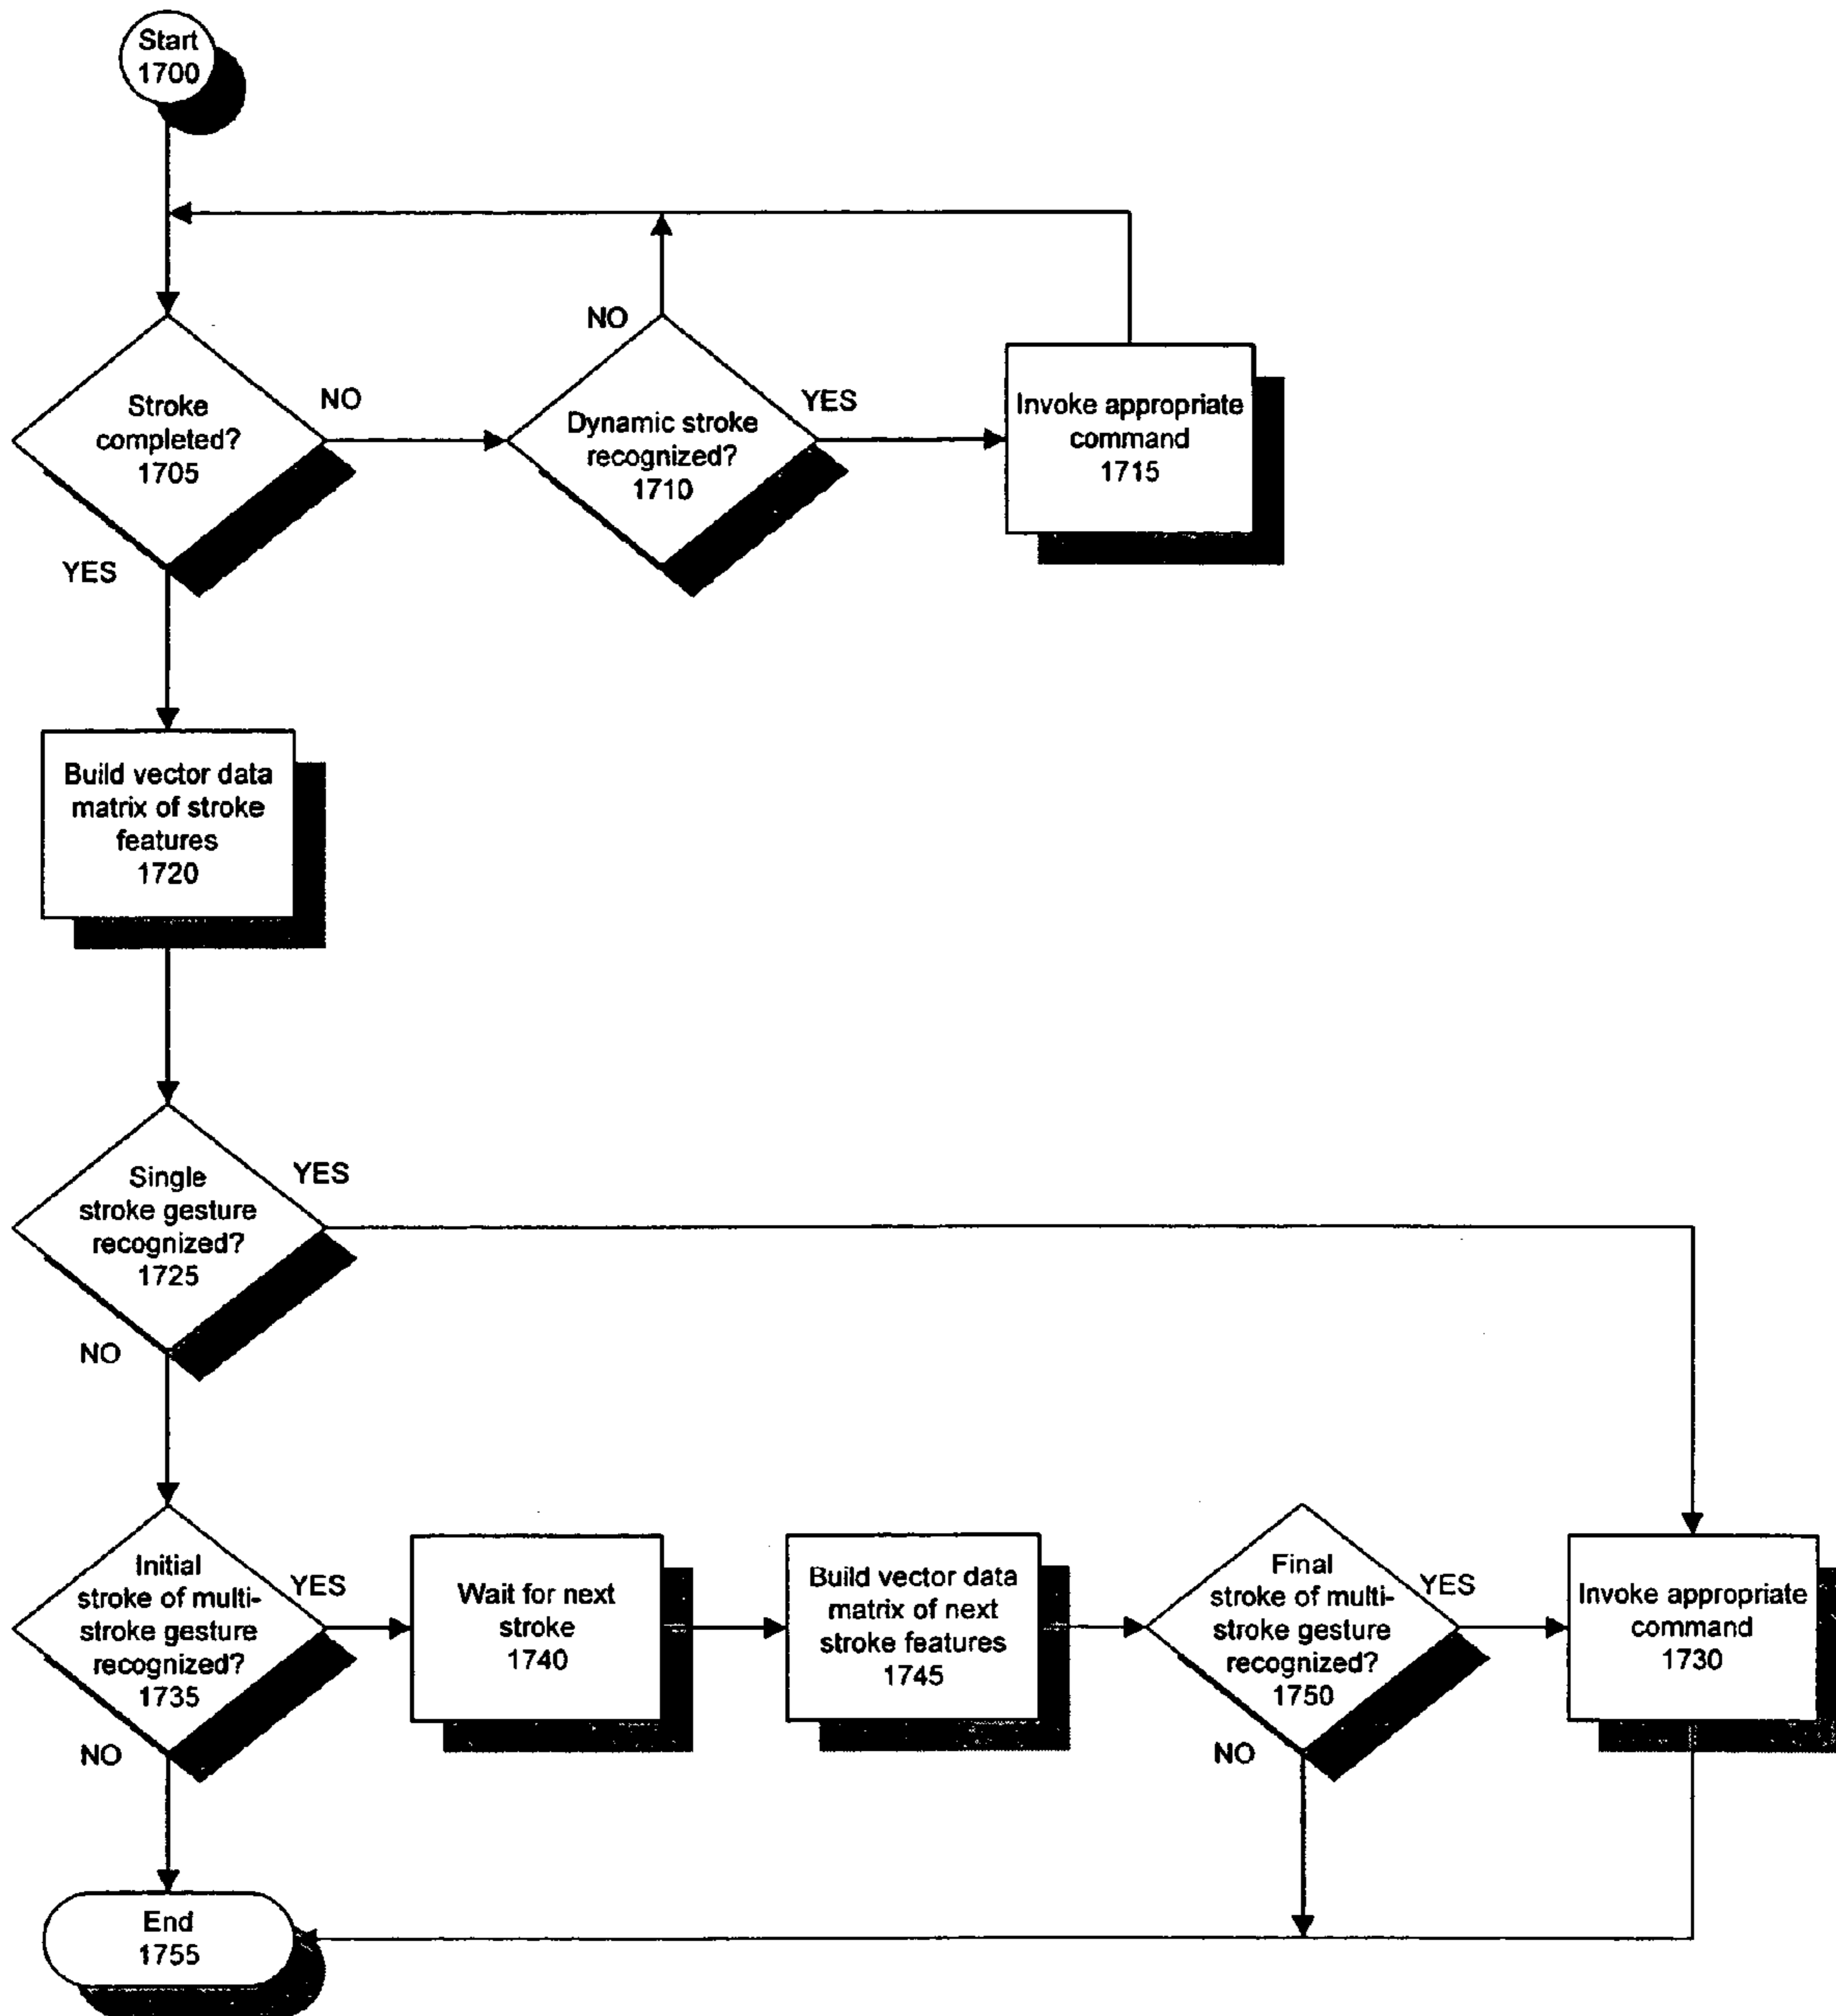 Start
1700
Stroke
completed?
1705
NO
YES
Dynamic stroke
recognized?
1710
NO
YES
Invoke appropriate
command
1715
Build vector data
matrix of stroke
features
1720
Single
stroke gesture
recognized?
1725
YES
NO
Initial
stroke of multi-
stroke gesture
recognized?
1735
YES
NO
Wait for next
stroke
1740
Build vector data
matrix of next
stroke features
1745
Final
stroke of multi-
stroke gesture
recognized?
1750
YES
NO
Invoke appropriate
command
1730
End
1755